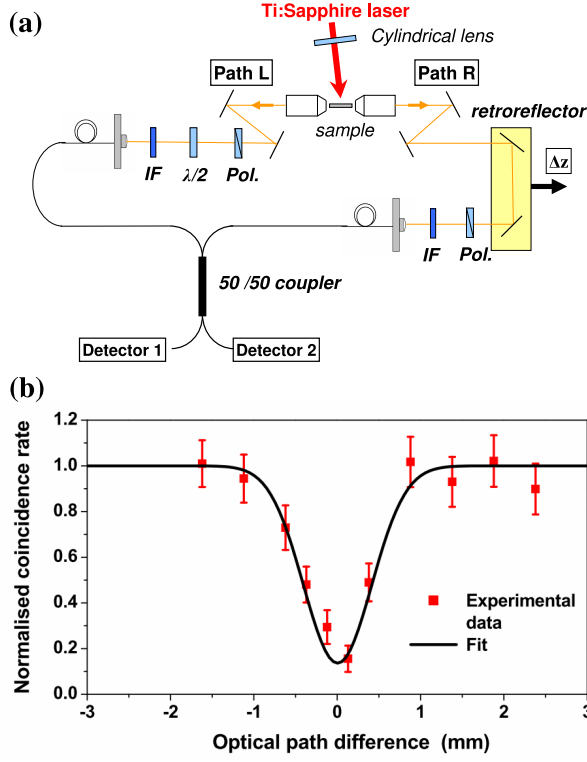 (a)
Ti:Sapphire laser
Cylindrical lens
Path L
Path R
sample
retroreflector
Δz
IF
λ/2
Pol.
IF
Pol.
50 /50 coupler
Detector 1
Detector 2
(b)
Normalised coincidence rate
1.2
1.0
0.8
0.6
0.4
0.2
0.0
Experimental
data
Fit
-3
-2
-1
0
1
2
3
Optical path difference (mm)